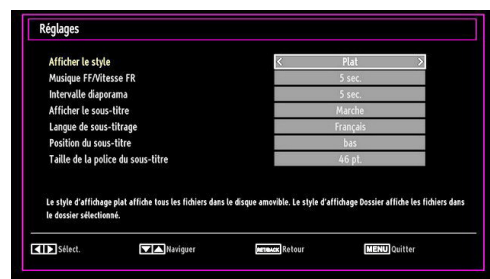 Réglages
Afficher le style < Plat >
Musique FF/Vitesse FR 5 sec.
Intervalle diaporama 5 sec.
Afficher le sous-titre Marche
Langue de sous-titrage Français
Position du sous-titre bas
Taille de la police du sous-titre 46 pt.
Le style d'affichage plat affiche tous les fichiers dans le disque amovible. Le style d'affichage Dossier affiche les fichiers dans
le dossier sélectionné.
Sélect. Naviguer RET/BACK Retour MENU Quitter